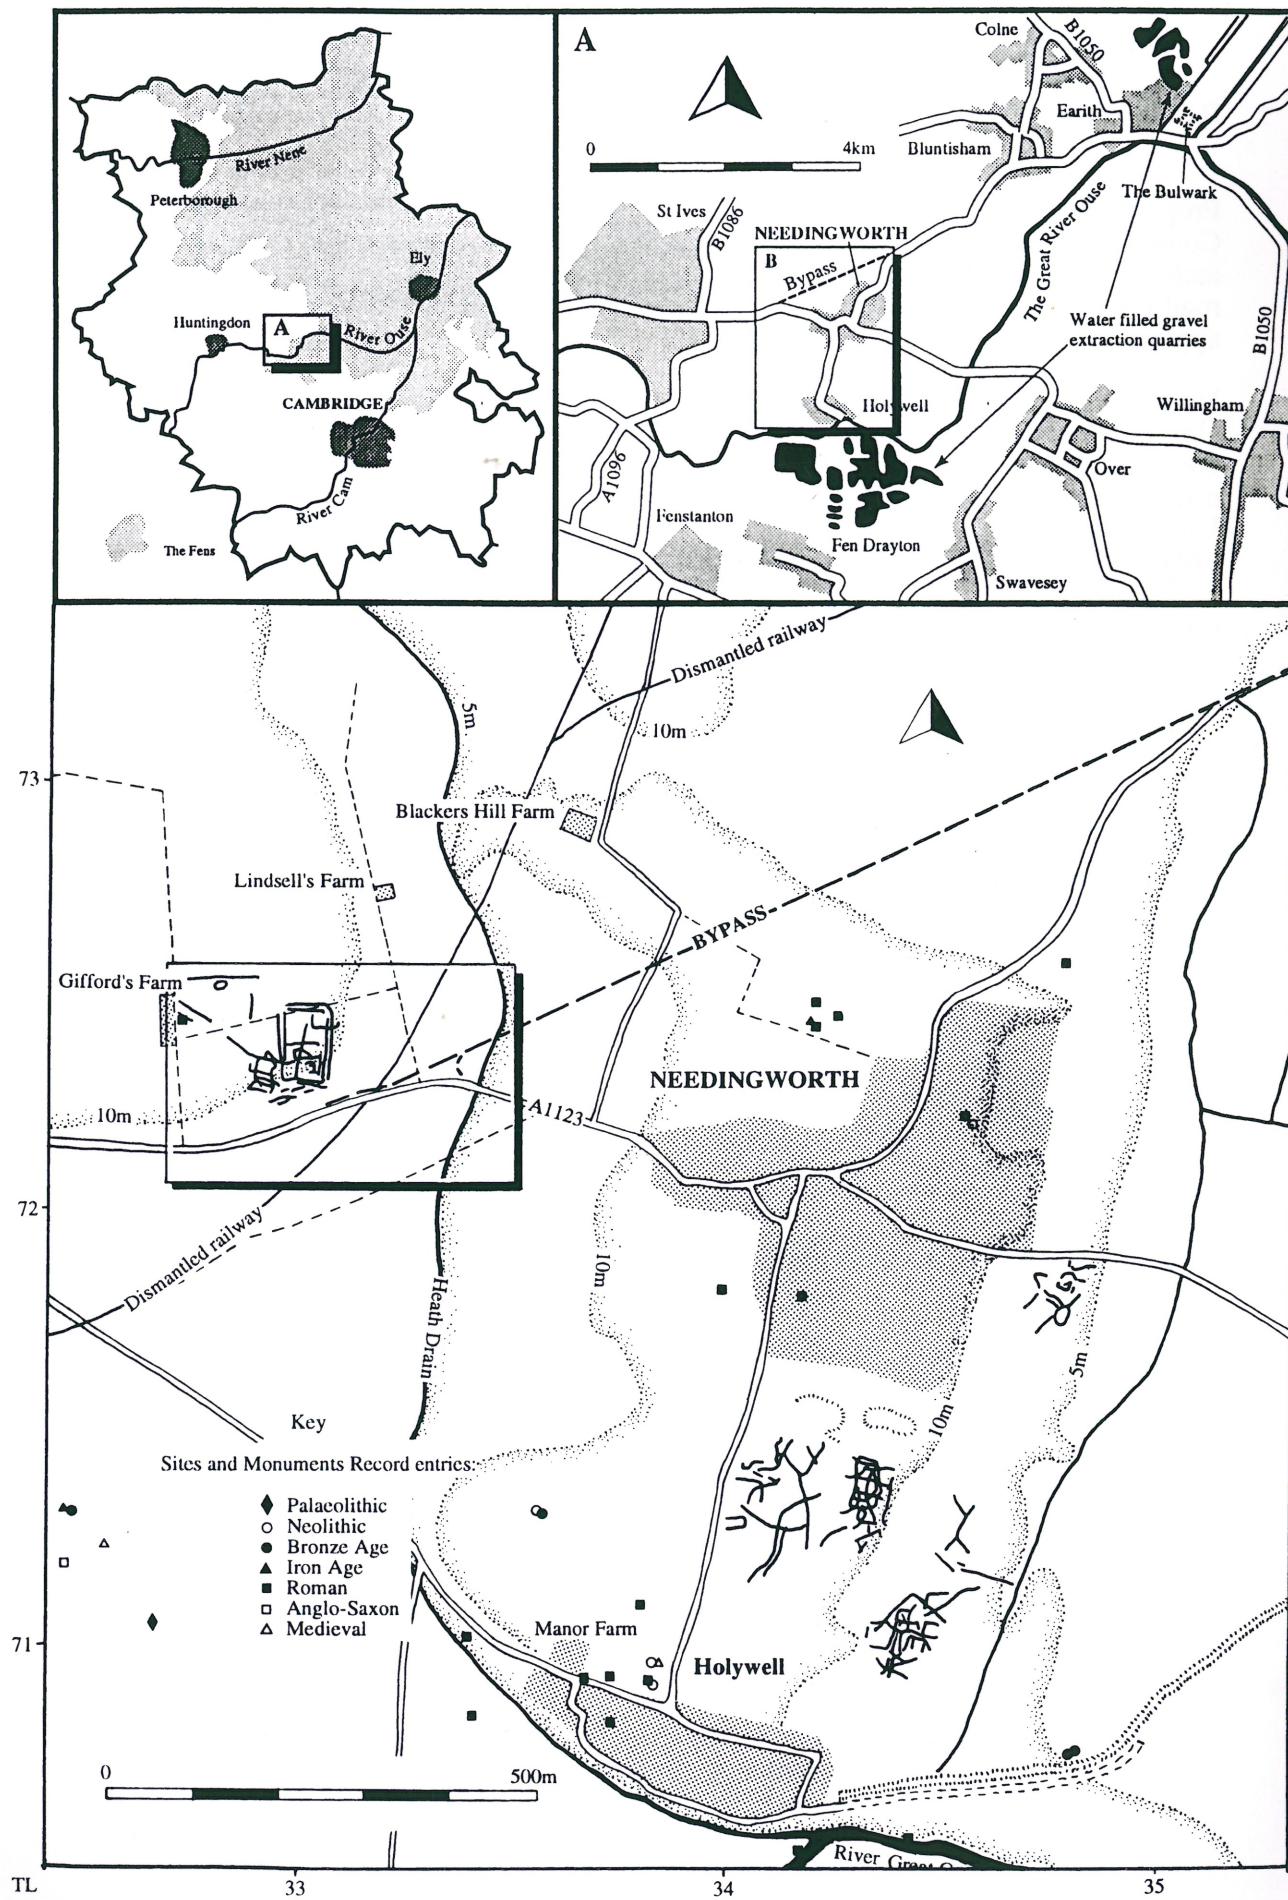 River Nene
Peterborough
Ely
Huntingdon
A
River Ouse
CAMBRIDGE
River Cam
The Fens
A
0
4km
Colne
B1050
Earith
Bluntisham
The Bulwark
St Ives
B1086
NEEDINGWORTH
B
Bypass
The Great River Ouse
Water filled gravel
extraction quarries
B1050
Holywell
Willingham
A1096
Over
Fenstanton
Fen Drayton
Swavesey
Dismantled railway
5m
10m
73
Blackers Hill Farm
Lindsell's Farm
BYPASS
Gifford's Farm
NEEDINGWORTH
10m
A1123
72
Dismantled railway
10m
Heath Drain
5m
10m
Key
Sites and Monuments Record entries:
Palaeolithic
Neolithic
Bronze Age
Iron Age
Roman
Anglo-Saxon
Medieval
71
Manor Farm
Holywell
0
500m
River Great
TL
33
34
35